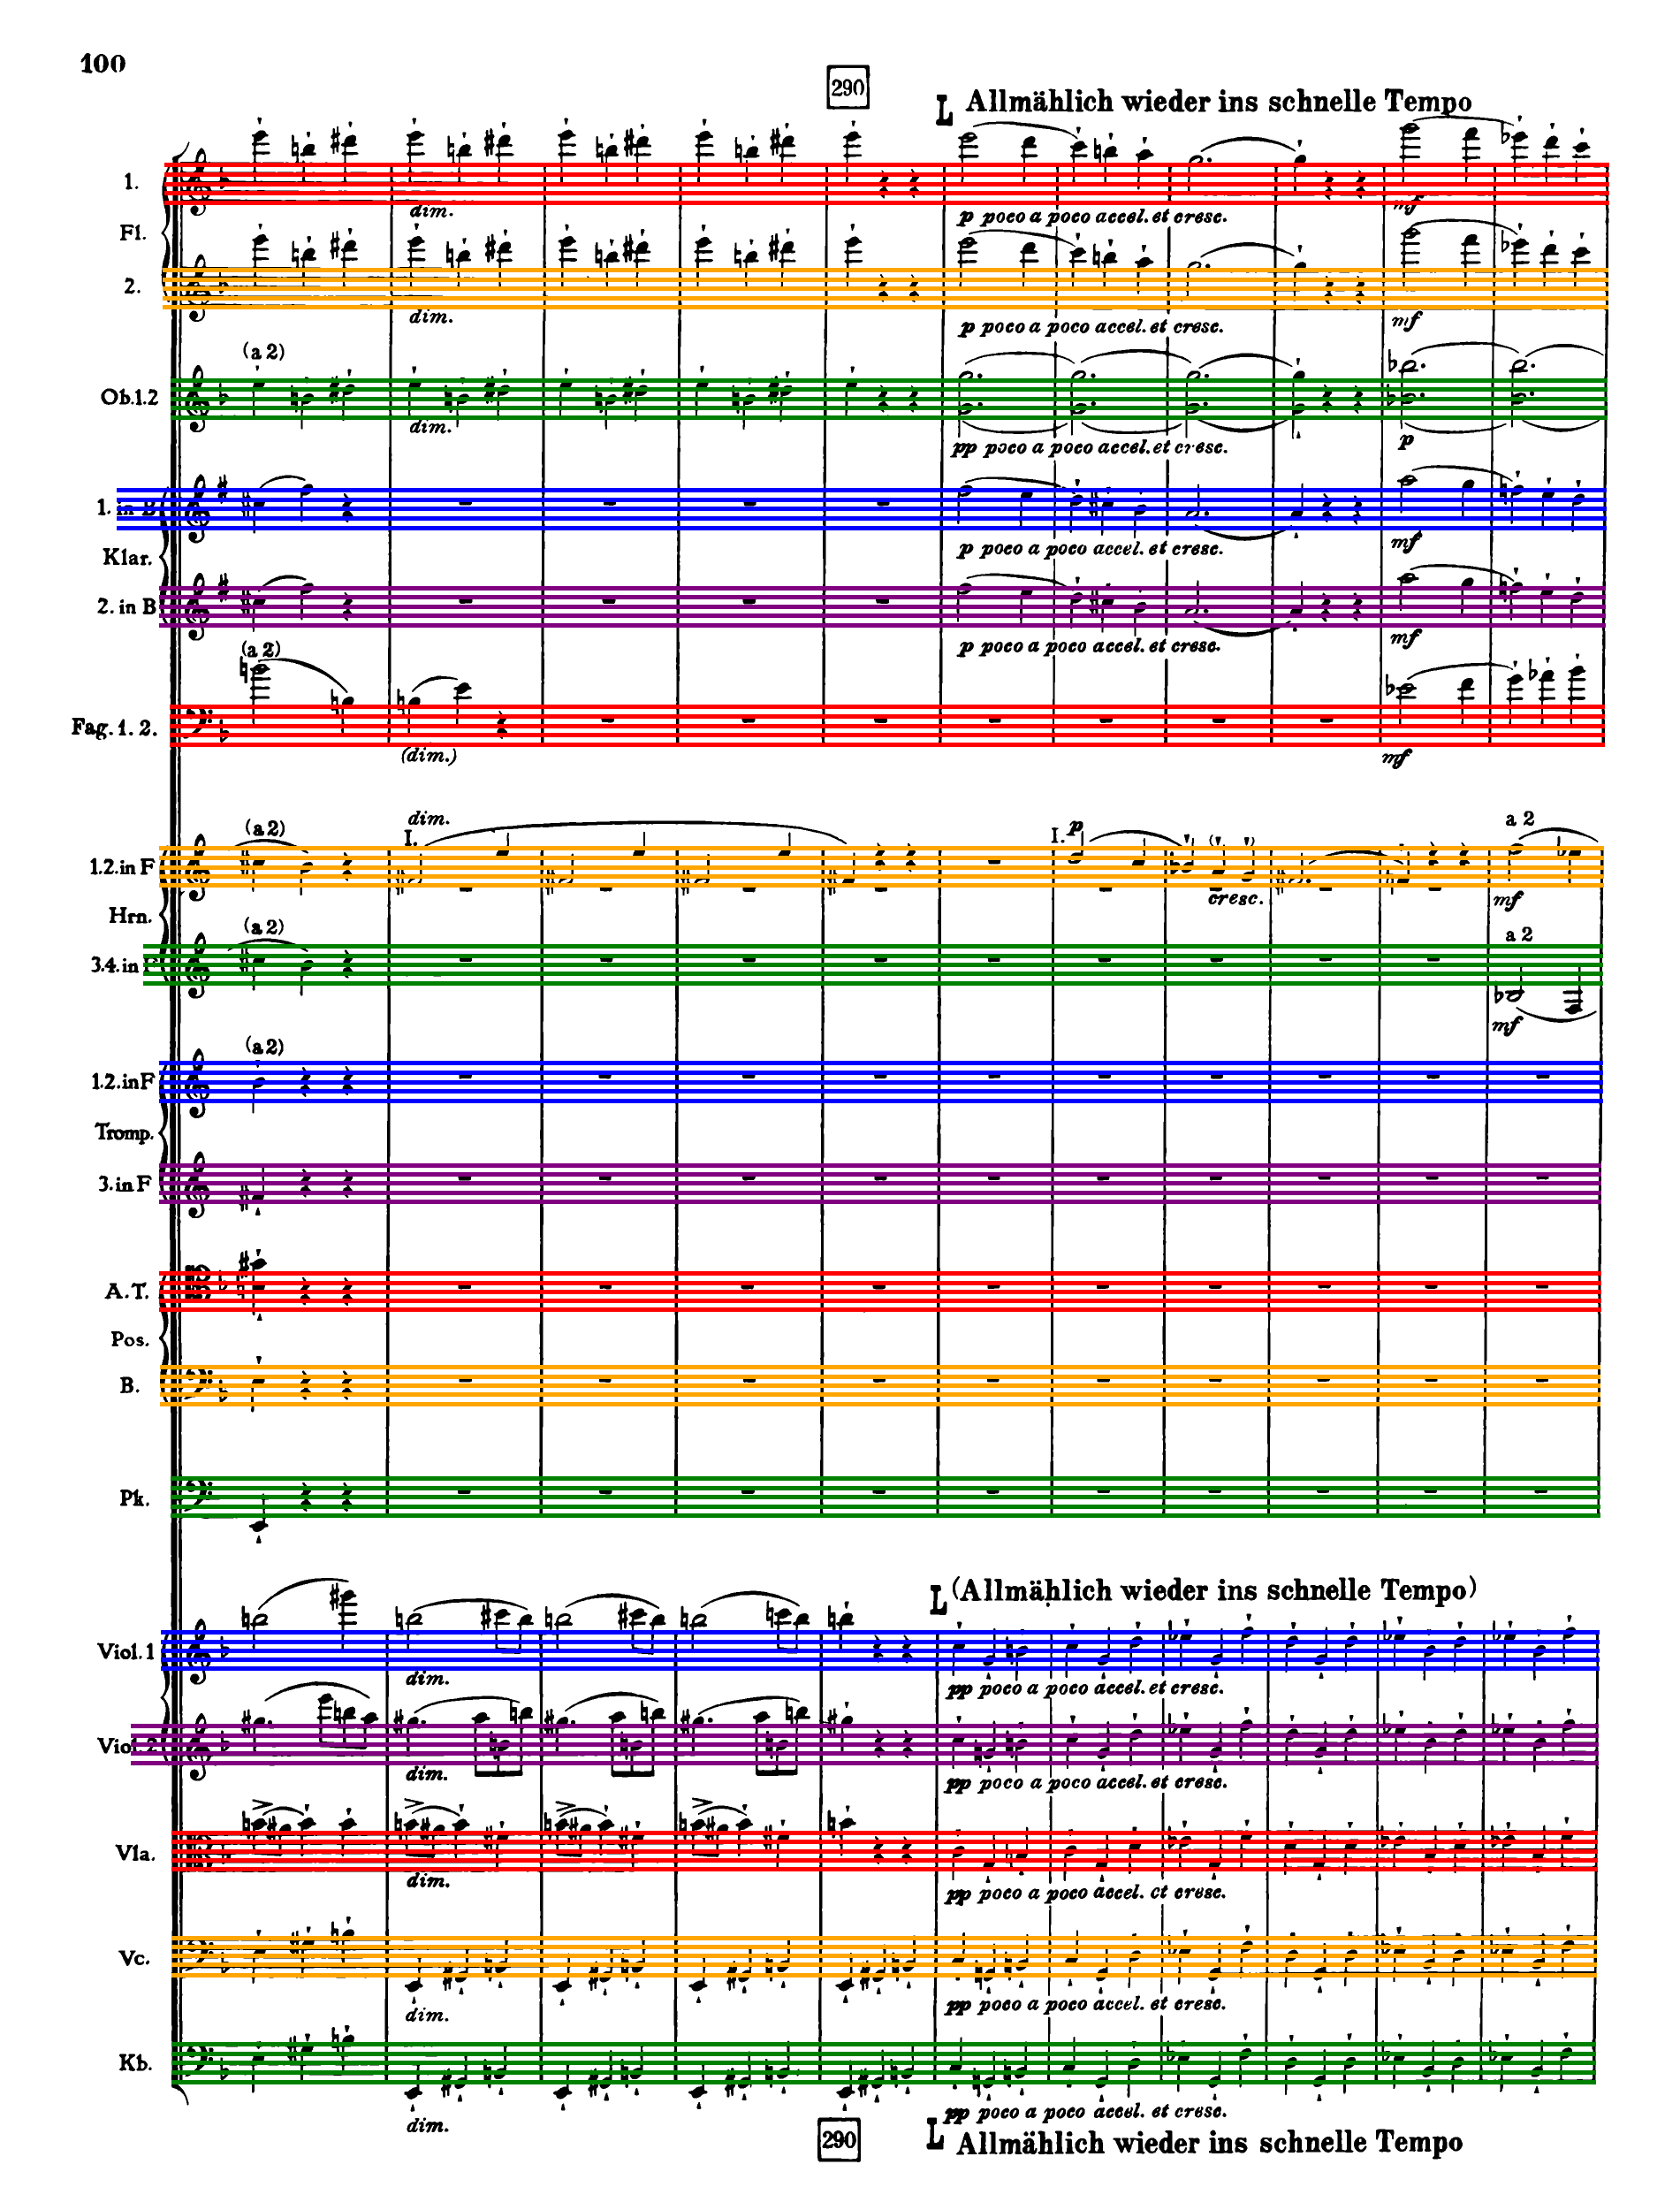 100
290
L Allmählich wieder ins schnelle Tempo
1.
dim.
p poco a poco accel. et cresc.
mf
Fl.
2.
dim.
p poco a poco accel. et cresc.
mf
(a 2)
Ob.1.2
dim.
pp poco a poco accel. et cresc.
p
1. in B
p poco a poco accel. et cresc.
mf
Klar.
2. in B
p poco a poco accel. et cresc.
mf
(a 2)
Fag. 1. 2.
(dim.)
mf
dim.
(a 2) I. I. p a 2
1.2. in F
cresc. mf
Hrn.
(a 2) a 2
3.4. in F
mf
(a 2)
1.2. in F
Tromp.
3. in F
A.T.
Pos.
B.
Pk.
L (Allmählich wieder ins schnelle Tempo)
Viol. 1
dim. pp poco a poco accel. et cresc.
Viol. 2
dim. pp poco a poco accel. et cresc.
Vla.
dim. pp poco a poco accel. et cresc.
Vc.
dim. pp poco a poco accel. et cresc.
Kb.
dim. pp poco a poco accel. et cresc.
290 L Allmählich wieder ins schnelle Tempo